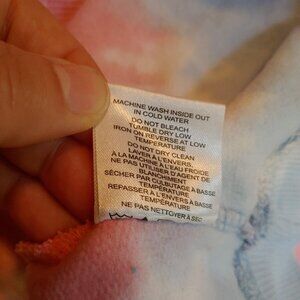 MACHINE WASH INSIDE OUT
IN COLD WATER
DO NOT BLEACH
TUMBLE DRY LOW
IRON ON REVERSE AT LOW
TEMPERATURE
DO NOT DRY CLEAN
LAVER À L'ENVERS,
À LA MACHINE À L'EAU FROIDE
NE PAS UTILISER D'AGENT DE
BLANCHIMENT
SÉCHER PAR CULBUTAGE À BASSE
TEMPÉRATURE
REPASSER À L'ENVERS À BASSE
TEMPÉRATURE
NE PAS NETTOYER À SEC